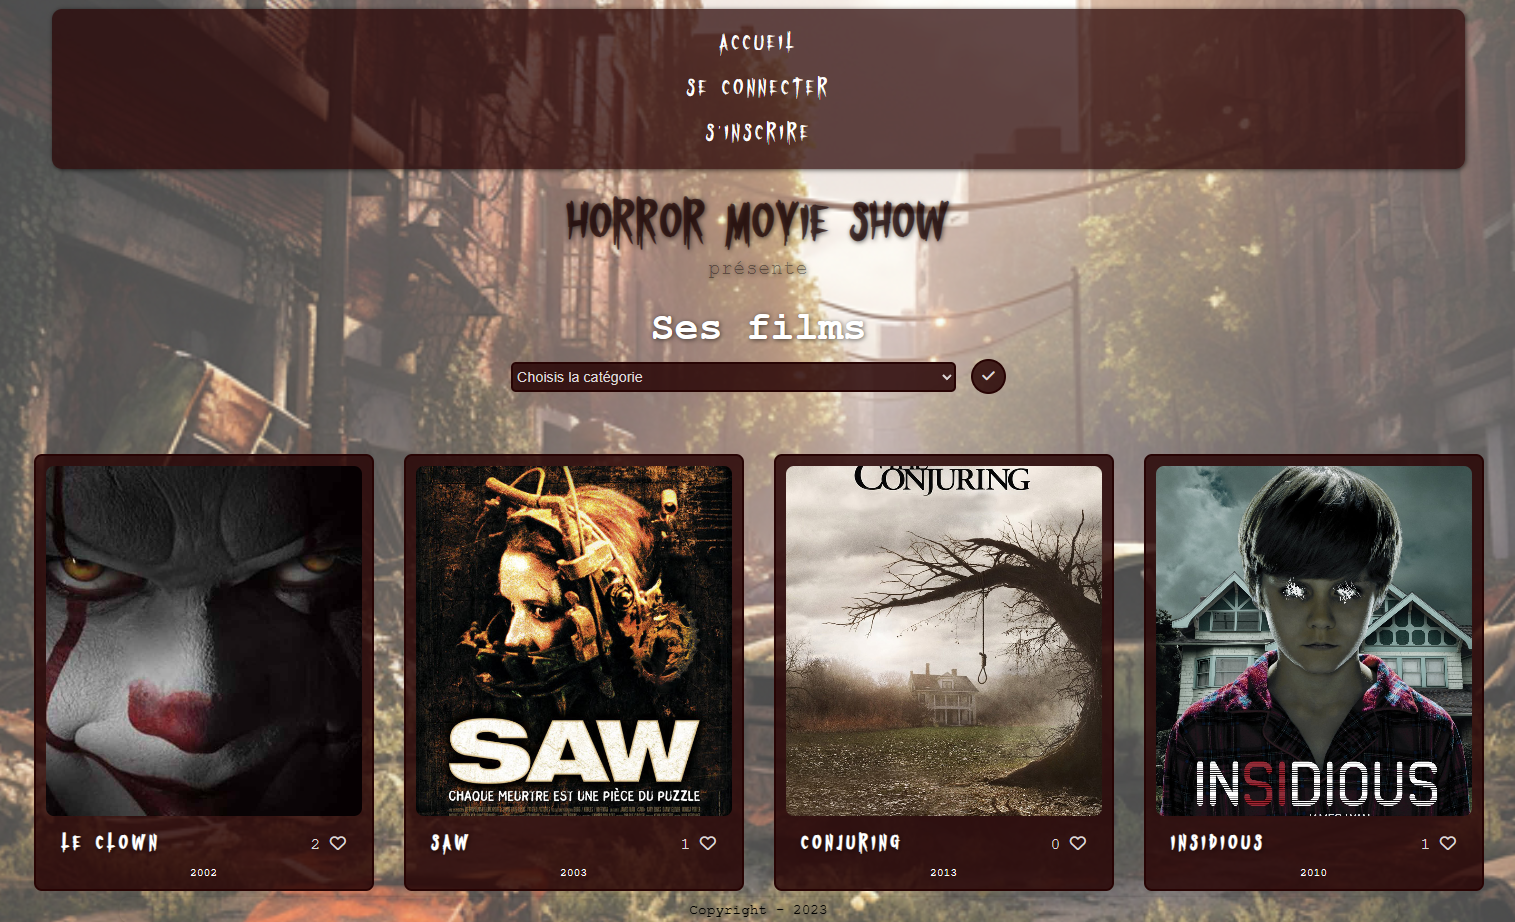 ACCUEIL
SE CONNECTER
S'INSCRIRE
HORROR MOVIE SHOW
présente
Ses films
Choisis la catégorie
CONJURING
SAW
CHAQUE MEURTRE EST UNE PIÈCE DU PUZZLE
INSIDIOUS
LE CLOWN 2
SAW 1
CONJURING 0
INSIDIOUS 1
2002
2003
2013
2010
Copyright - 2023